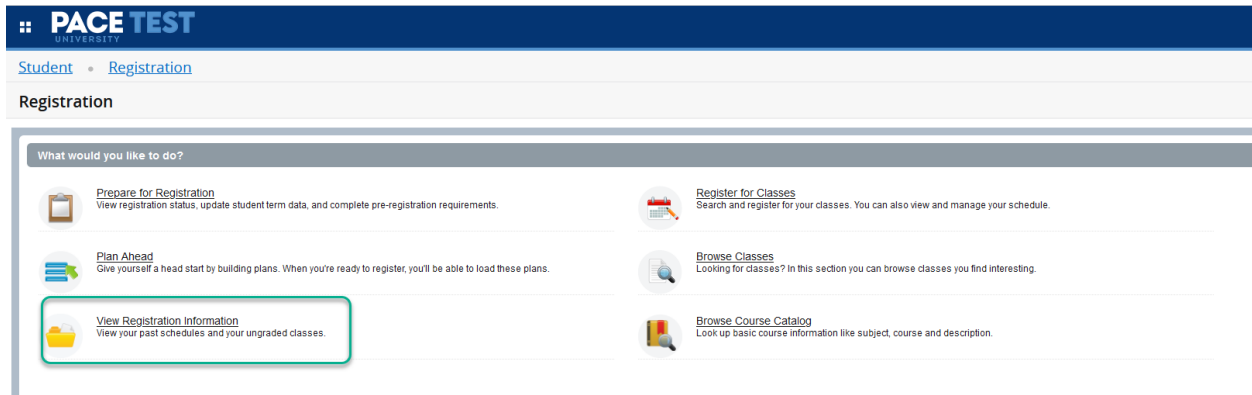 PACE TEST
UNIVERSITY
Student • Registration
Registration
What would you like to do?
Prepare for Registration
View registration status, update student term data, and complete pre-registration requirements.
Register for Classes
Search and register for your classes. You can also view and manage your schedule.
Plan Ahead
Give yourself a head start by building plans. When you're ready to register, you'll be able to load these plans.
Browse Classes
Looking for classes? In this section you can browse classes you find interesting.
View Registration Information
View your past schedules and your ungraded classes.
Browse Course Catalog
Look up basic course information like subject, course and description.